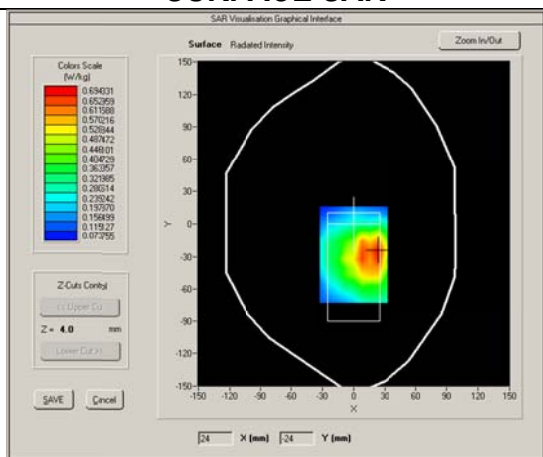 SAR Visualisation Graphical Interface
Surface Radiated Intensity
Zoom In/Out
Colors Scale
(W/kg)
0.694331
0.652959
0.611588
0.570216
0.528844
0.487472
0.446101
0.404729
0.363357
0.321985
0.280614
0.239242
0.197870
0.156499
0.115127
0.073755
Z-Cuts Control
<< Upper Cut
Z = 4.0 mm
Lower Cut >>
SAVE
Cancel
150
120
90
60
30
0
-30
-60
-90
-120
-150
Y
-150 -120 -90 -60 -30 0 30 60 90 120 150
X
24 X (mm) -24 Y (mm)